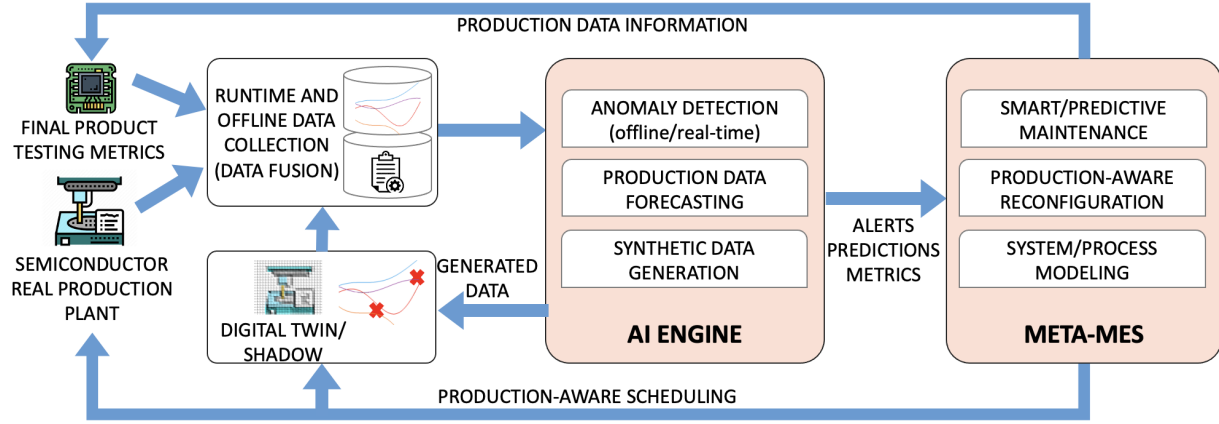 PRODUCTION DATA INFORMATION
FINAL PRODUCT
TESTING METRICS
SEMICONDUCTOR
REAL PRODUCTION
PLANT
RUNTIME AND
OFFLINE DATA
COLLECTION
(DATA FUSION)
DIGITAL TWIN/
SHADOW
GENERATED
DATA
ANOMALY DETECTION
(offline/real-time)
PRODUCTION DATA
FORECASTING
SYNTHETIC DATA
GENERATION
AI ENGINE
ALERTS
PREDICTIONS
METRICS
SMART/PREDICTIVE
MAINTENANCE
PRODUCTION-AWARE
RECONFIGURATION
SYSTEM/PROCESS
MODELING
META-MES
PRODUCTION-AWARE SCHEDULING